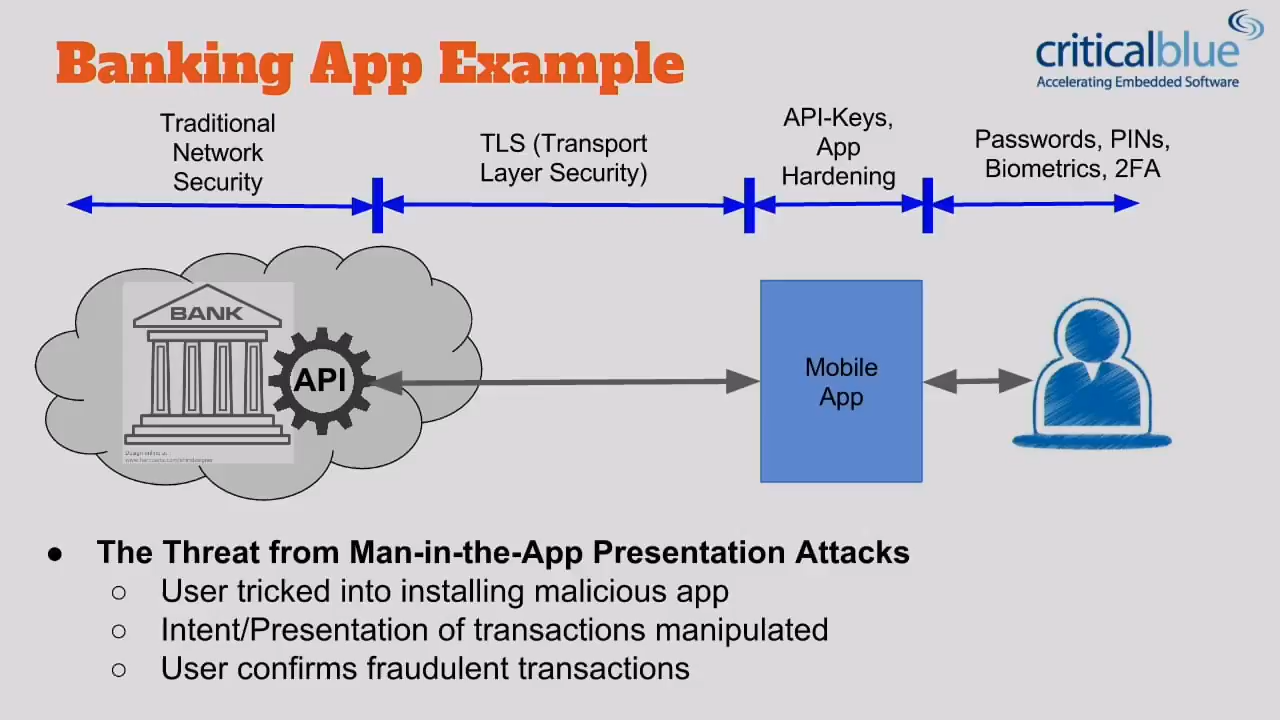 Banking App Example
criticalblue
Accelerating Embedded Software
Traditional
Network
Security
TLS (Transport
Layer Security)
API-Keys,
App
Hardening
Passwords, PINs,
Biometrics, 2FA
BANK
API
Mobile
App
● The Threat from Man-in-the-App Presentation Attacks
○ User tricked into installing malicious app
○ Intent/Presentation of transactions manipulated
○ User confirms fraudulent transactions